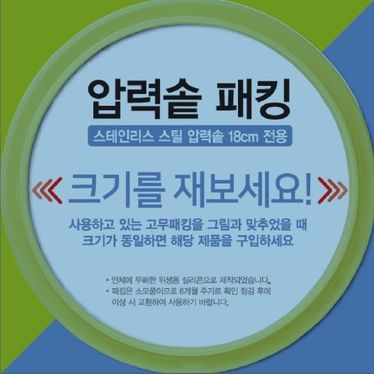 압력솥 패킹
스테인리스 스틸 압력솥 18cm 전용
크기를 재보세요!
사용하고 있는 고무패킹을 그림과 맞추었을 때
크기가 동일하면 해당 제품을 구입하세요
• 인체에 무해한 위생용 실리콘으로 제작되었습니다.
• 패킹은 소모품이므로 6개월 주기로 확인 점검 후에
이상 시 교환하여 사용하기 바랍니다.